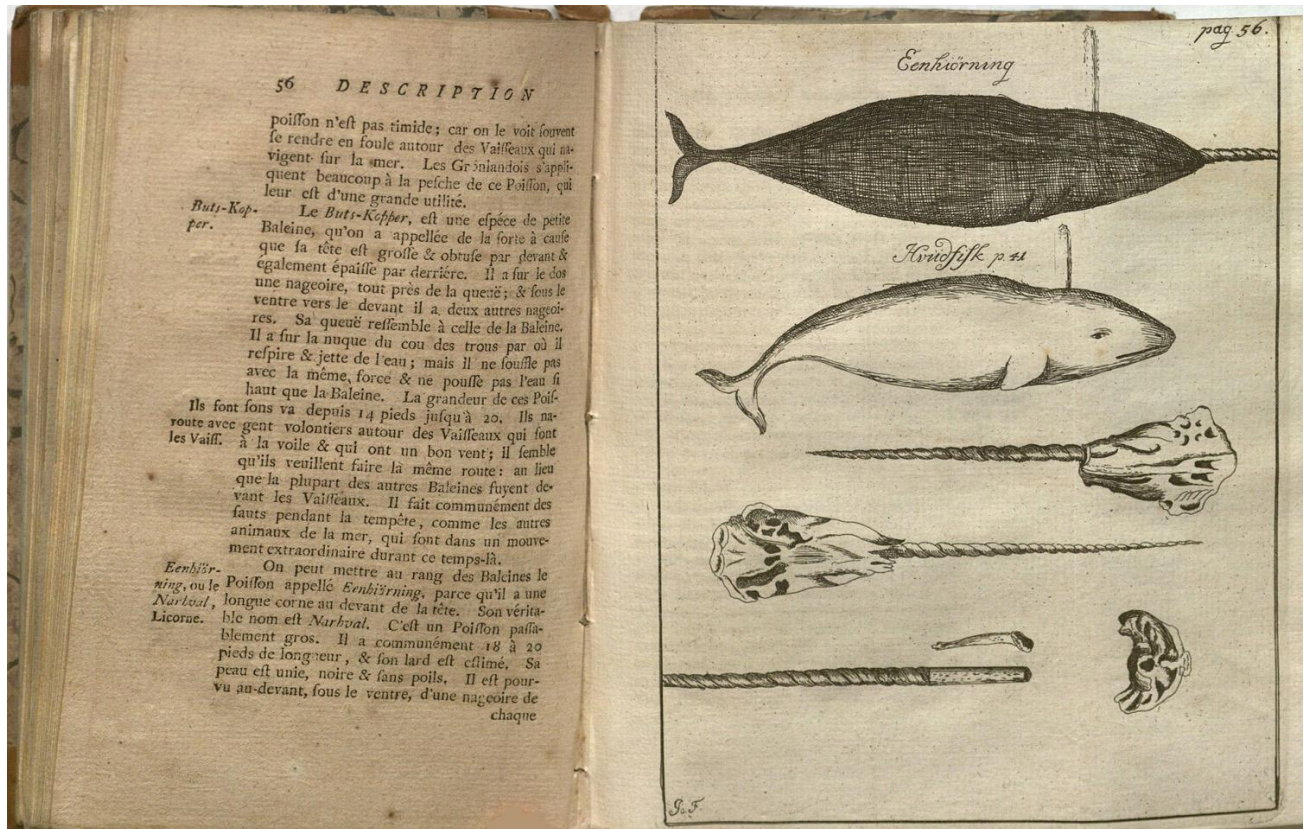 56 DESCRIPTION
poiſſon n'eſt pas timide; car on le voit ſouvent
ſe rendre en foule autour des Vaiſſeaux qui na-
vigent ſur la mer. Les Grönlandois s'appli-
quent beaucoup à la peſche de ce Poiſſon, qui
leur eſt d'une grande utilité.
Buts-Kop-
per.
Le Buts-Kopper, eſt une eſpéce de petite
Baleine, qu'on a appellée de la ſorte à cauſe
que ſa tête eſt groſſe & obtuſe par devant &
également épaiſſe par derriére. Il a ſur le dos
une nageoire, tout près de la queuë; & ſous le
ventre vers le devant il a deux autres nageoi-
res. Sa queuë reſſemble à celle de la Baleine.
Il a ſur la nuque du cou des trous par où il
reſpire & jette de l'eau; mais il ne ſouffle pas
avec la même force & ne pouſſe pas l'eau ſi
haut que la Baleine. La grandeur de ces Poiſ-
ſons va depuis 14 pieds juſqu'à 20. Ils na-
Ils font
route avec
les Vaiſſ.
gent volontiers autour des Vaiſſeaux qui ſont
à la voile & qui ont un bon vent; il ſemble
qu'ils veuillent faire la même route: au lieu
que la plupart des autres Baleines fuyent de-
vant les Vaiſſeaux. Il fait communément des
ſauts pendant la tempête, comme les autres
animaux de la mer, qui ſont dans un mouve-
ment extraordinaire durant ce temps-là.
Eenhiör-
ning, ou le
Narhval,
Licorne.
On peut mettre au rang des Baleines le
Poiſſon appellé Eenhiörning, parce qu'il a une
longue corne au devant de la tête. Son vérita-
ble nom eſt Narhval. C'eſt un Poiſſon paſſa-
blement gros. Il a communément 18 à 20
pieds de longueur, & ſon lard eſt eſtimé. Sa
peau eſt unie, noire & ſans poils. Il eſt pour-
vu au-devant, ſous le ventre, d'une nageoire de
chaque
pag 56.
Eenhiörning
Hvüdfiſk p. 41
J. F.